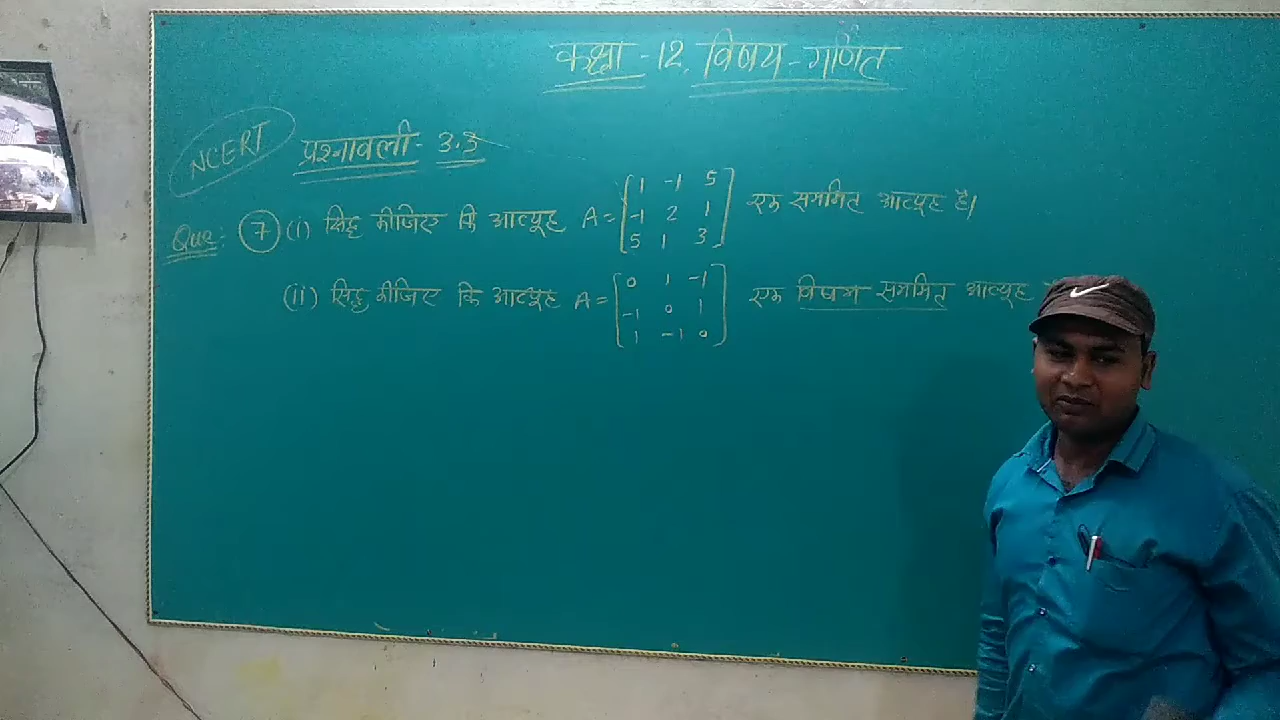 कक्षा - 12, विषय - गणित
NCERT प्रश्नावली - 3.3
Que: 7 (i) सिद्ध कीजिए कि आव्यूह A = [ 1 -1 5
-1 2 1
5 1 3 ] एक सममित आव्यूह है।
(ii) सिद्ध कीजिए कि आव्यूह A = [ 0 1 -1
-1 0 1
1 -1 0 ] एक विषम सममित आव्यूह